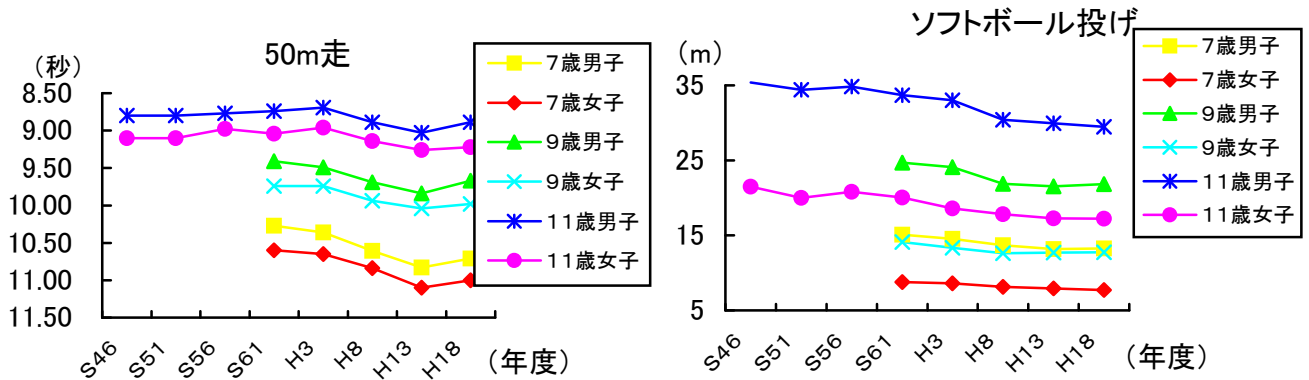 50m走
(秒)
8.50
9.00
9.50
10.00
10.50
11.00
11.50
S46
S51
S56
S61
H3
H8
H13
H18
(年度)
7歳男子
7歳女子
9歳男子
9歳女子
11歳男子
11歳女子
ソフトボール投げ
(m)
35
25
15
5
S46
S51
S56
S61
H3
H8
H13
H18
(年度)
7歳男子
7歳女子
9歳男子
9歳女子
11歳男子
11歳女子